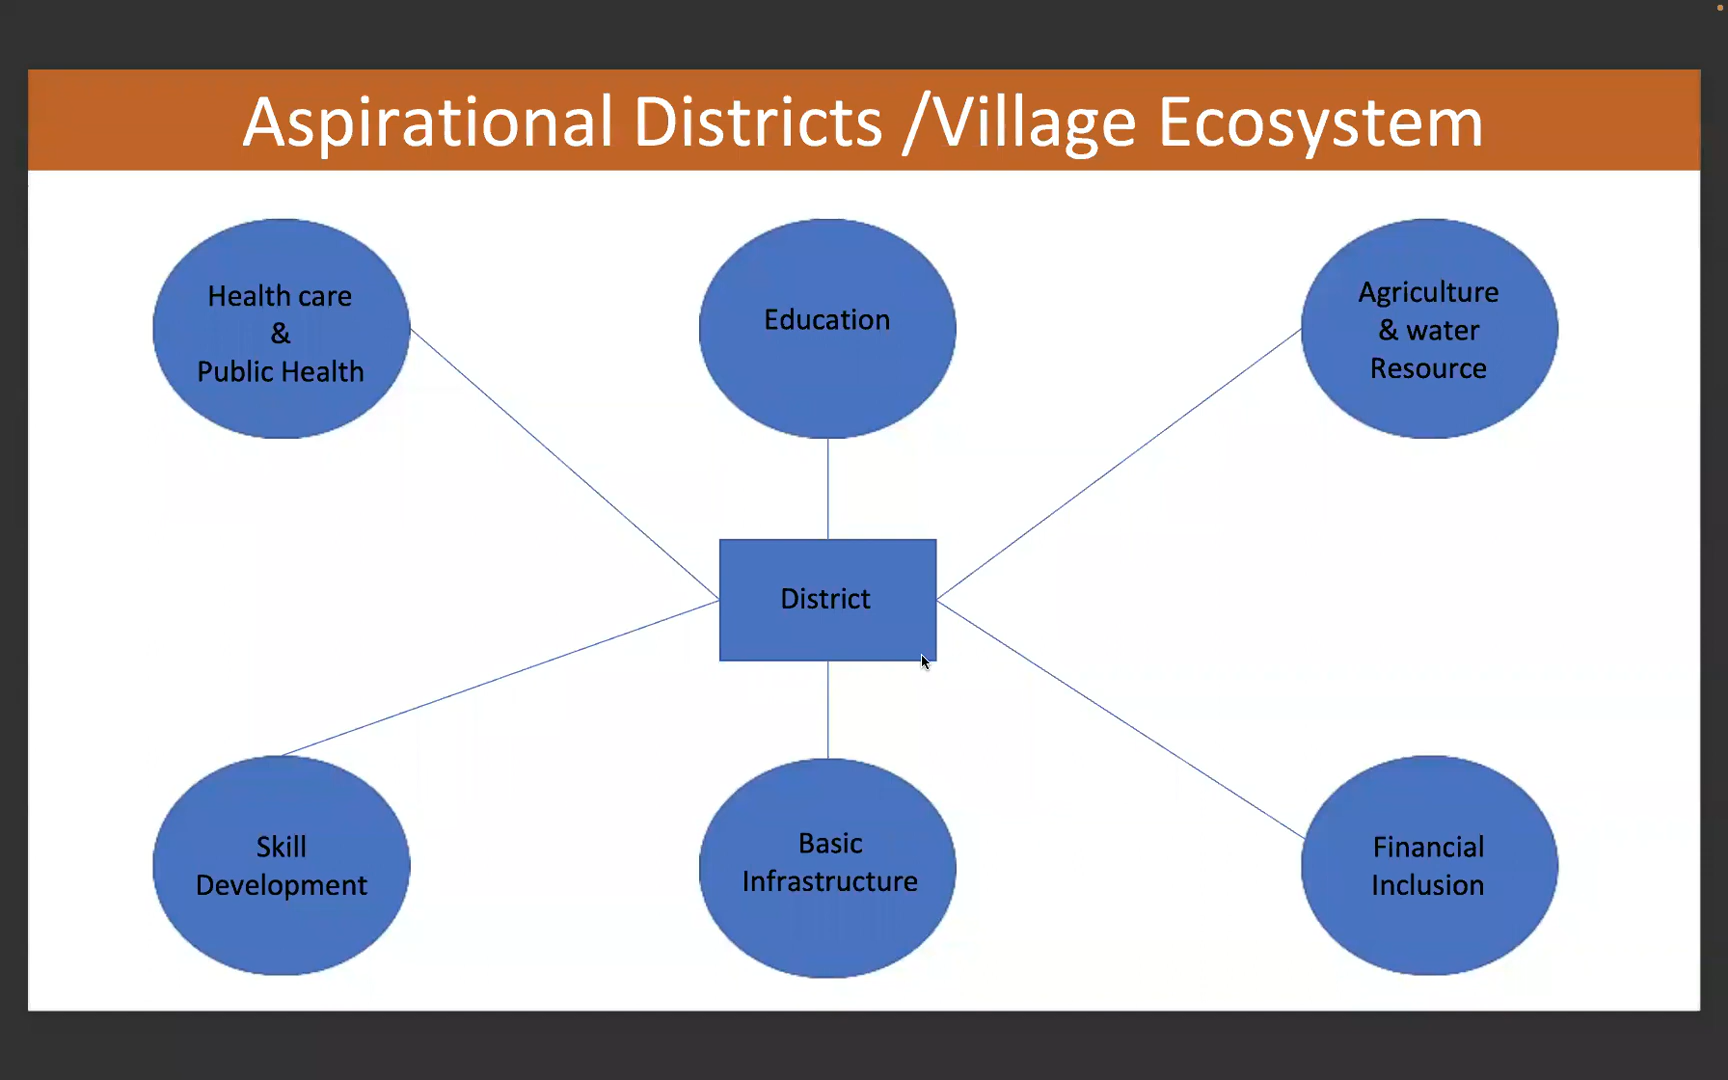 Aspirational Districts /Village Ecosystem
Health care
&
Public Health
Education
Agriculture
& water
Resource
District
Skill
Development
Basic
Infrastructure
Financial
Inclusion